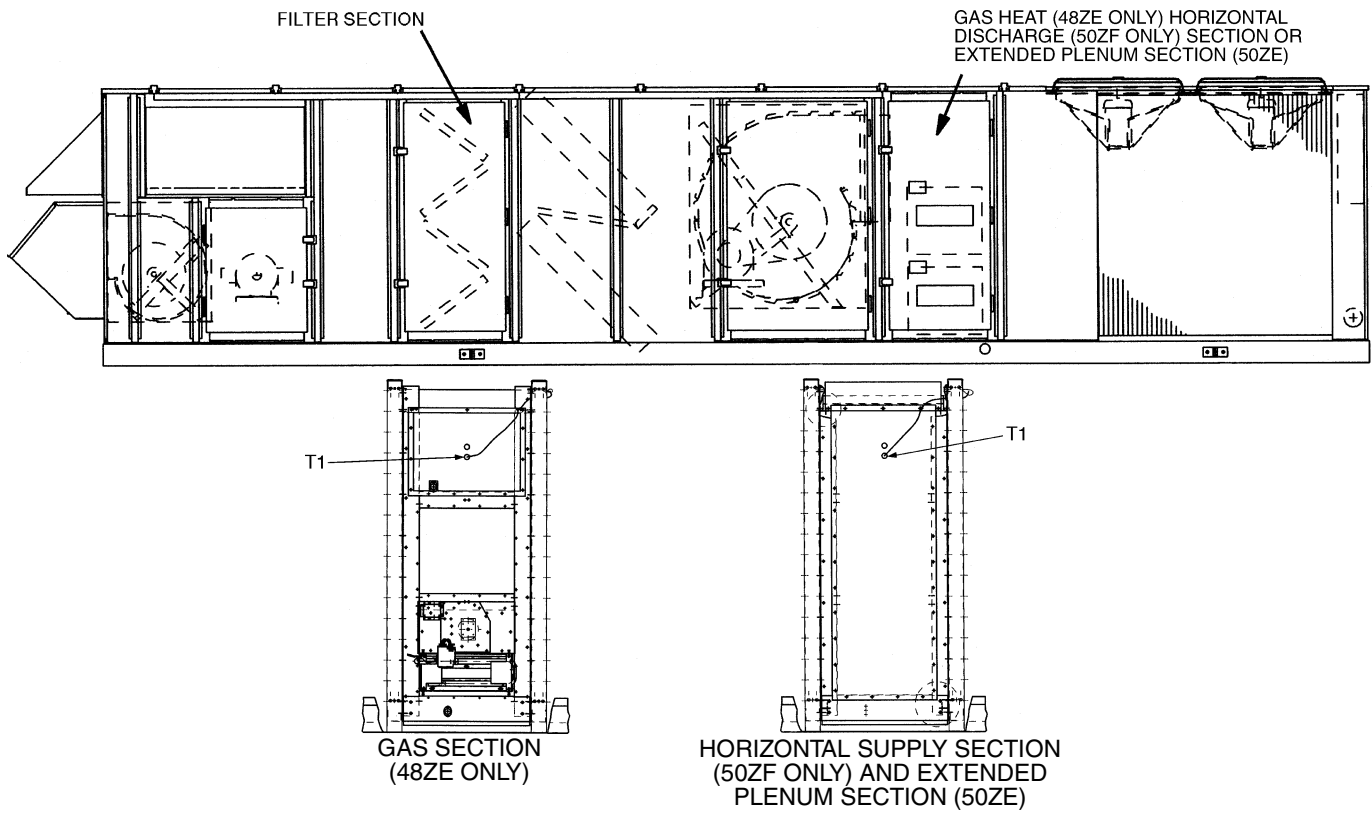 FILTER SECTION
GAS HEAT (48ZE ONLY) HORIZONTAL
DISCHARGE (50ZF ONLY) SECTION OR
EXTENDED PLENUM SECTION (50ZE)
T1
T1
GAS SECTION
(48ZE ONLY)
HORIZONTAL SUPPLY SECTION
(50ZF ONLY) AND EXTENDED
PLENUM SECTION (50ZE)